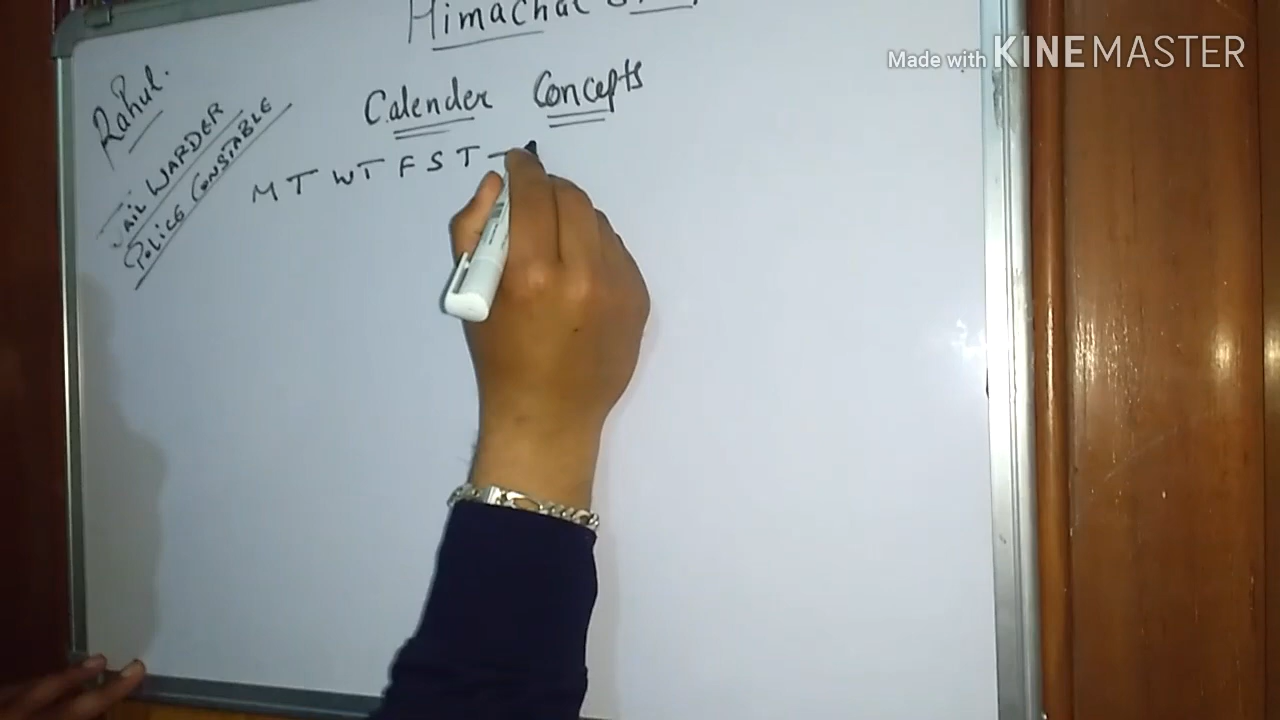 Himachal
Made with KINEMASTER
Rahul.
Calender Concepts
JAIL WARDER
POLICE CONSTABLE
M T W T F S T –